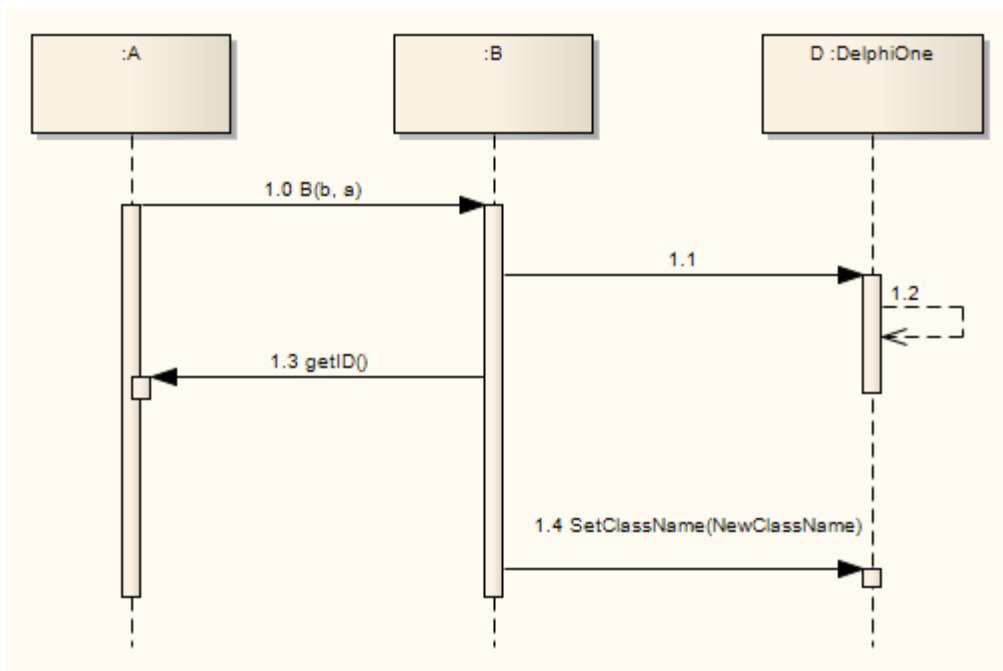 :A
:B
D :DelphiOne
1.0 B(b, a)
1.1
1.2
1.3 getID()
1.4 SetClassName(NewClassName)